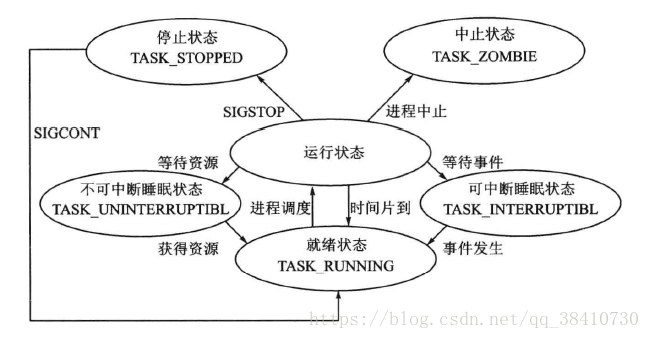 停止状态
TASK_STOPPED
中止状态
TASK_ZOMBIE
SIGCONT
SIGSTOP
进程中止
运行状态
等待资源
等待事件
不可中断睡眠状态
TASK_UNINTERRUPTIBL
进程调度
时间片到
可中断睡眠状态
TASK_INTERRUPTIBL
获得资源
就绪状态
TASK_RUNNING
事件发生
https://blog.csdn.net/qq_38410730